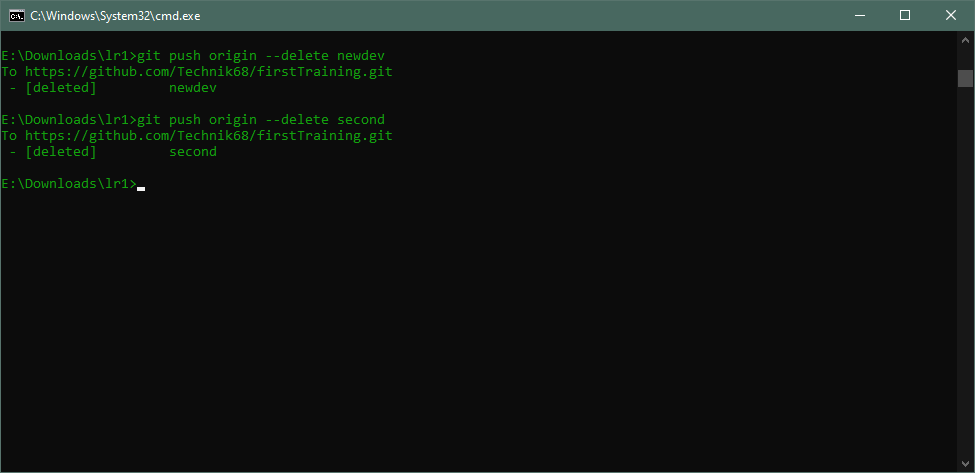 C:\Windows\System32\cmd.exe
E:\Downloads\lr1>git push origin --delete newdev
To https://github.com/Technik68/firstTraining.git
 - [deleted]         newdev
E:\Downloads\lr1>git push origin --delete second
To https://github.com/Technik68/firstTraining.git
 - [deleted]         second
E:\Downloads\lr1>